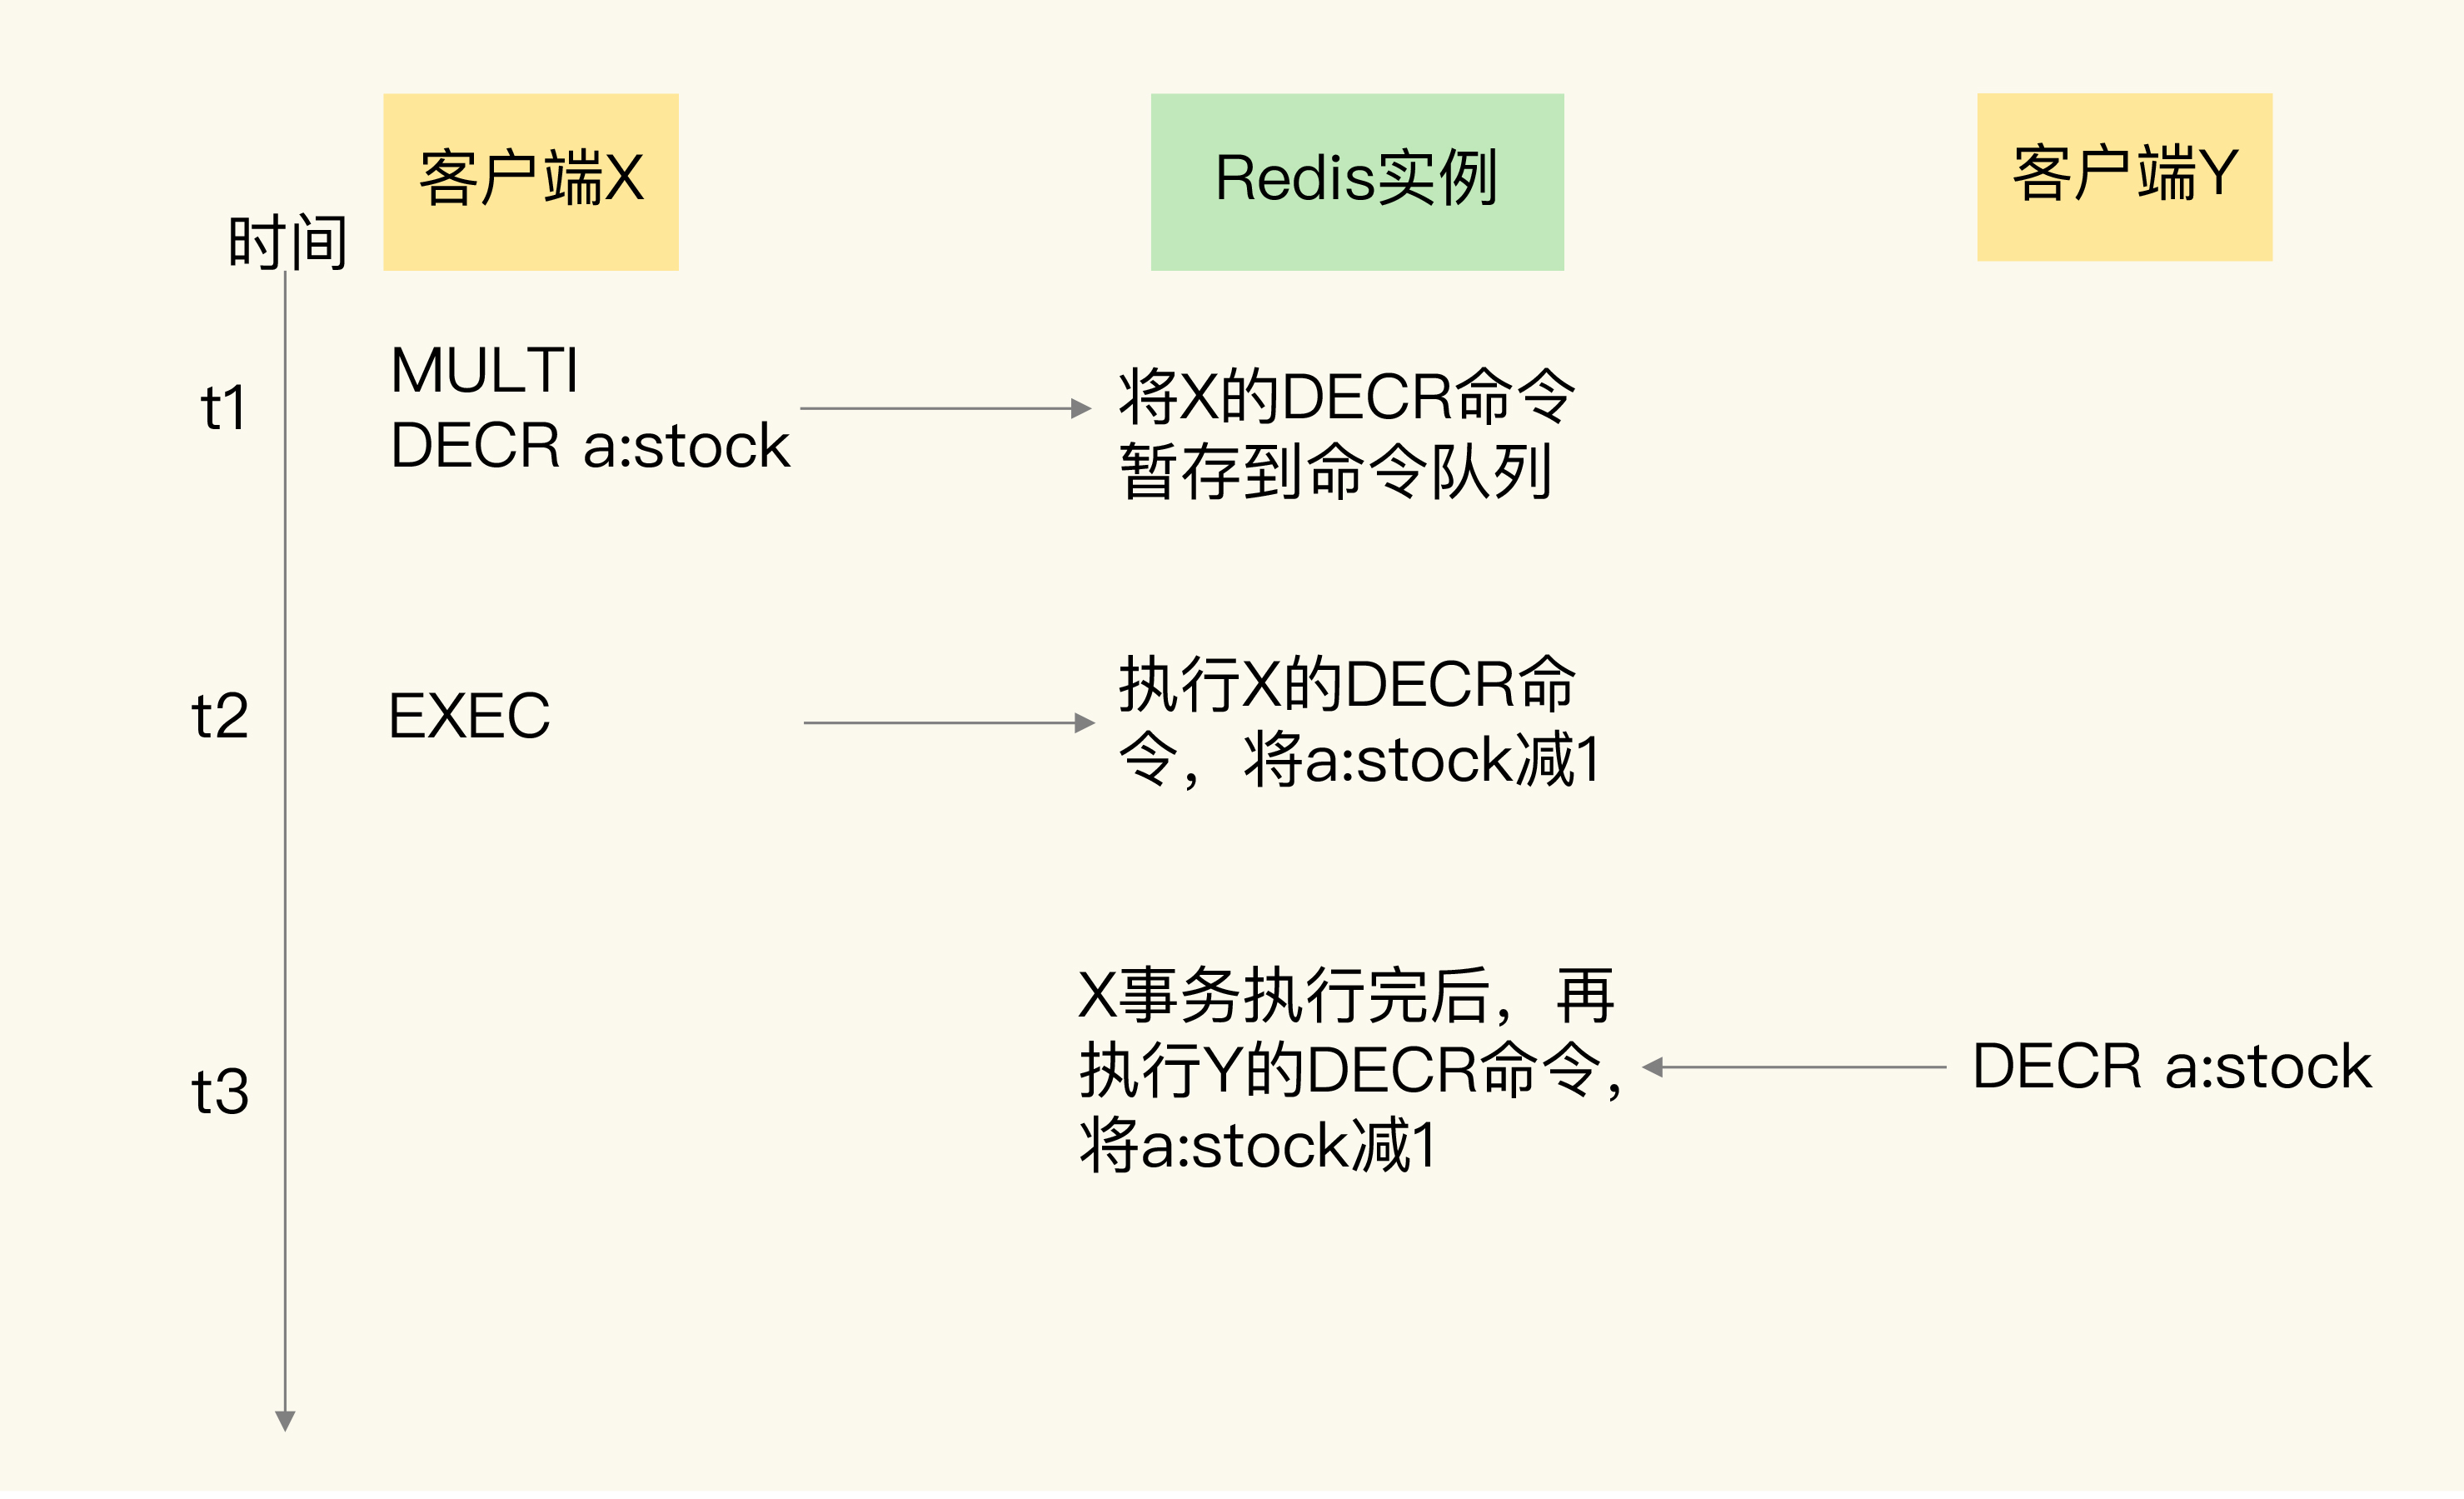 客户端X
Redis实例
客户端Y
时间
t1
MULTI
DECR a:stock
将X的DECR命令
暂存到命令队列
t2
EXEC
执行X的DECR命
令，将a:stock减1
t3
X事务执行完后，再
执行Y的DECR命令，
将a:stock减1
DECR a:stock